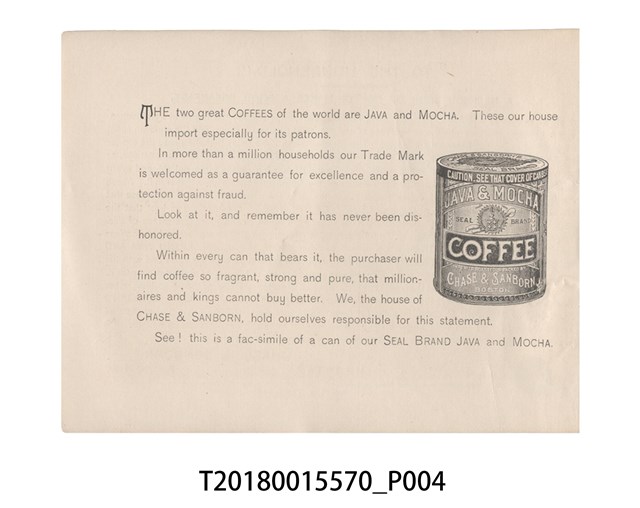 THE two great COFFEES of the world are JAVA and MOCHA. These our house
import especially for its patrons.
In more than a million households our Trade Mark
is welcomed as a guarantee for excellence and a pro-
tection against fraud.
Look at it, and remember it has never been dis-
honored.
Within every can that bears it, the purchaser will
find coffee so fragrant, strong and pure, that million-
aires and kings cannot buy better. We, the house of
CHASE & SANBORN, hold ourselves responsible for this statement.
See! this is a fac-simile of a can of our SEAL BRAND JAVA and MOCHA.
SEAL BRAND
CAUTION. SEE THAT COVER OF CAN
JAVA & MOCHA
SEAL BRAND
COFFEE
CHASE & SANBORN
BOSTON
T20180015570_P004